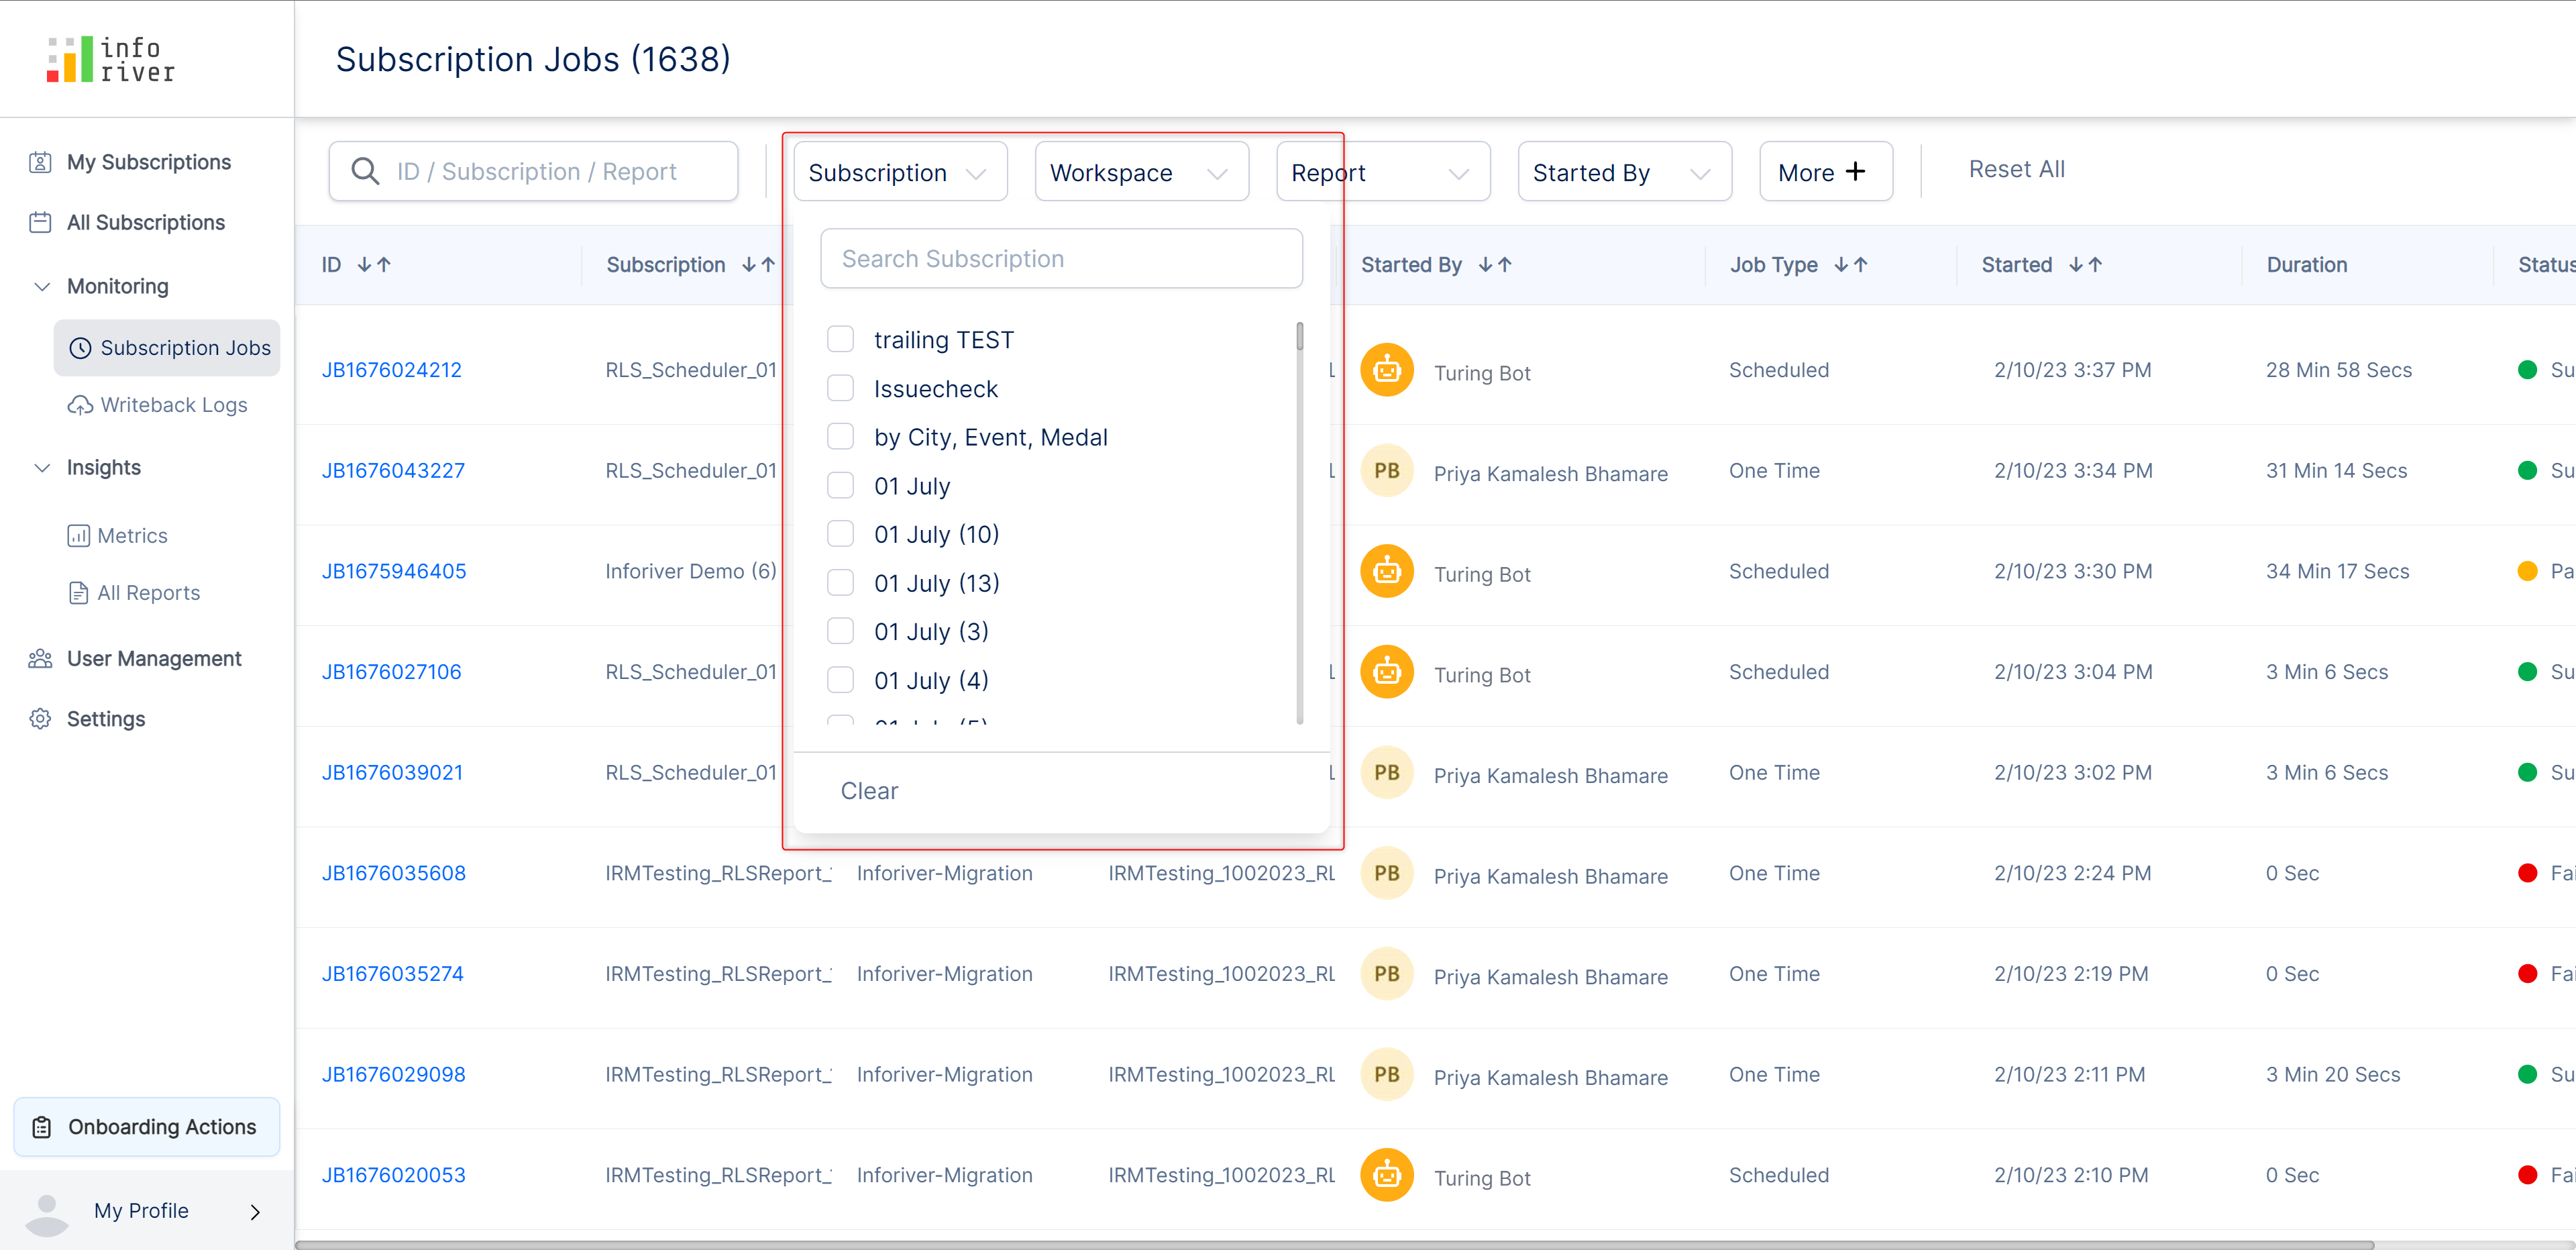 info
river
Subscription Jobs (1638)
My Subscriptions
All Subscriptions
Monitoring
Subscription Jobs
Writeback Logs
Insights
Metrics
All Reports
User Management
Settings
Onboarding Actions
My Profile
ID / Subscription / Report
Subscription
Workspace
Report
Started By
More +
Reset All
Search Subscription
trailing TEST
Issuecheck
by City, Event, Medal
01 July
01 July (10)
01 July (13)
01 July (3)
01 July (4)
Clear
ID Subscription Started By Job Type Started Duration Status
JB1676024212 RLS_Scheduler_01 Turing Bot Scheduled 2/10/23 3:37 PM 28 Min 58 Secs Su
JB1676043227 RLS_Scheduler_01 PB Priya Kamalesh Bhamare One Time 2/10/23 3:34 PM 31 Min 14 Secs Su
JB1675946405 Inforiver Demo (6) Turing Bot Scheduled 2/10/23 3:30 PM 34 Min 17 Secs Pa
JB1676027106 RLS_Scheduler_01 Turing Bot Scheduled 2/10/23 3:04 PM 3 Min 6 Secs Su
JB1676039021 RLS_Scheduler_01 PB Priya Kamalesh Bhamare One Time 2/10/23 3:02 PM 3 Min 6 Secs Su
JB1676035608 IRMTesting_RLSReport_ Inforiver-Migration IRMTesting_1002023_RL PB Priya Kamalesh Bhamare One Time 2/10/23 2:24 PM 0 Sec Fai
JB1676035274 IRMTesting_RLSReport_ Inforiver-Migration IRMTesting_1002023_RL PB Priya Kamalesh Bhamare One Time 2/10/23 2:19 PM 0 Sec Fai
JB1676029098 IRMTesting_RLSReport_ Inforiver-Migration IRMTesting_1002023_RL PB Priya Kamalesh Bhamare One Time 2/10/23 2:11 PM 3 Min 20 Secs Su
JB1676020053 IRMTesting_RLSReport_ Inforiver-Migration IRMTesting_1002023_RL Turing Bot Scheduled 2/10/23 2:10 PM 0 Sec Fai